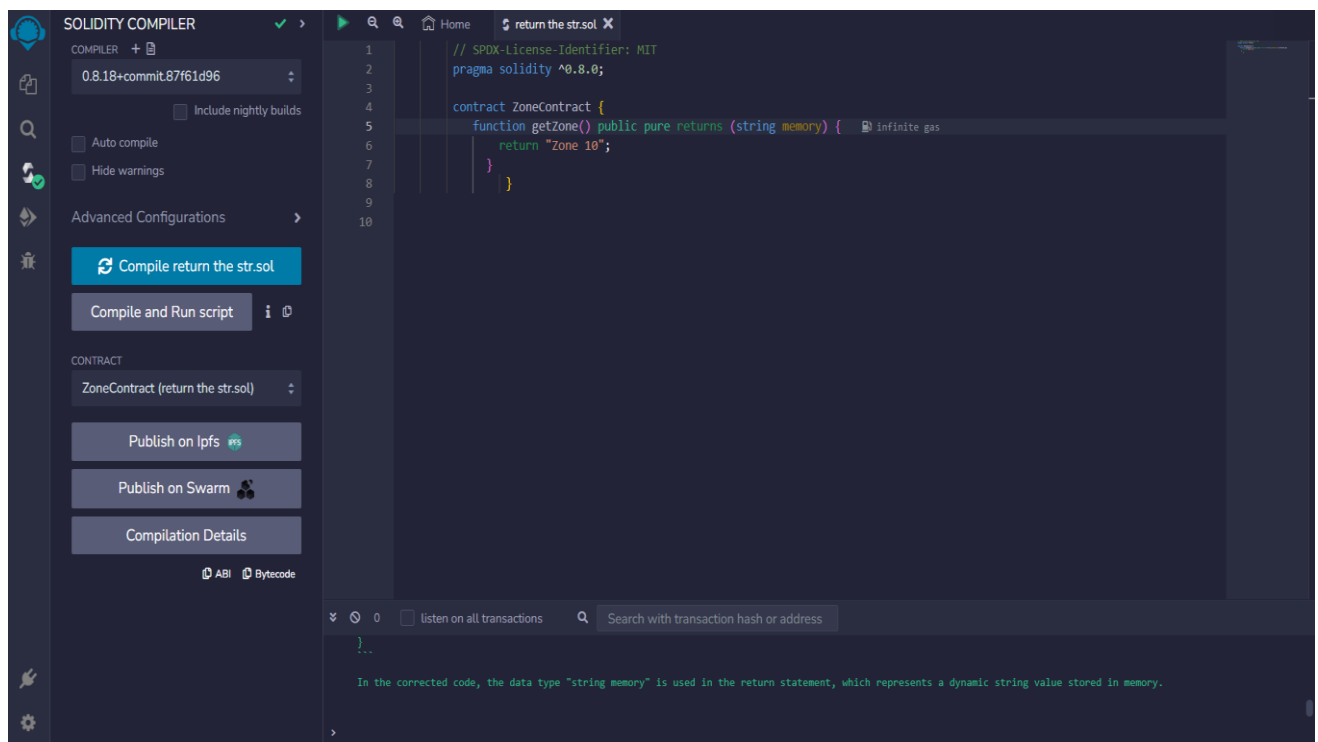 SOLIDITY COMPILER
COMPILER
0.8.18+commit.87f61d96
Include nightly builds
Auto compile
Hide warnings
Advanced Configurations
Compile return the str.sol
Compile and Run script
CONTRACT
ZoneContract (return the str.sol)
Publish on Ipfs IPFS
Publish on Swarm
Compilation Details
ABI Bytecode
Home return the str.sol
1 // SPDX-License-Identifier: MIT
2 pragma solidity ^0.8.0;
3
4 contract ZoneContract {
5 function getZone() public pure returns (string memory) { infinite gas
6 return "Zone 10";
7 }
8 }
9
10
0 listen on all transactions Search with transaction hash or address
}
```
In the corrected code, the data type "string memory" is used in the return statement, which represents a dynamic string value stored in memory.
>